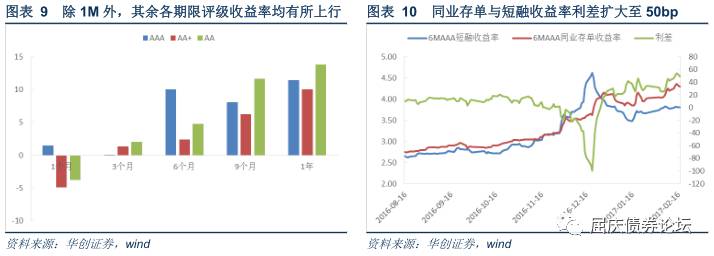 图表 9 除 1M 外，其余各期限评级收益率均有所上行
AAA AA+ AA
15
10
5
0
-5
-10
1个月 3个月 6个月 9个月 1年
资料来源：华创证券，wind
图表 10 同业存单与短融收益率利差扩大至 50bp
6MAAA短融收益率 6MAAA同业存单收益率 利差
5.00
4.50
4.00
3.50
3.00
2.50
2.00
80
60
40
20
0
-20
-40
-60
-80
-100
-120
2016-08-16 2016-09-16 2016-10-16 2016-11-16 2016-12-16 2017-01-16 2017-02-16
资料来源：华创证券，wind
屈庆债券论坛